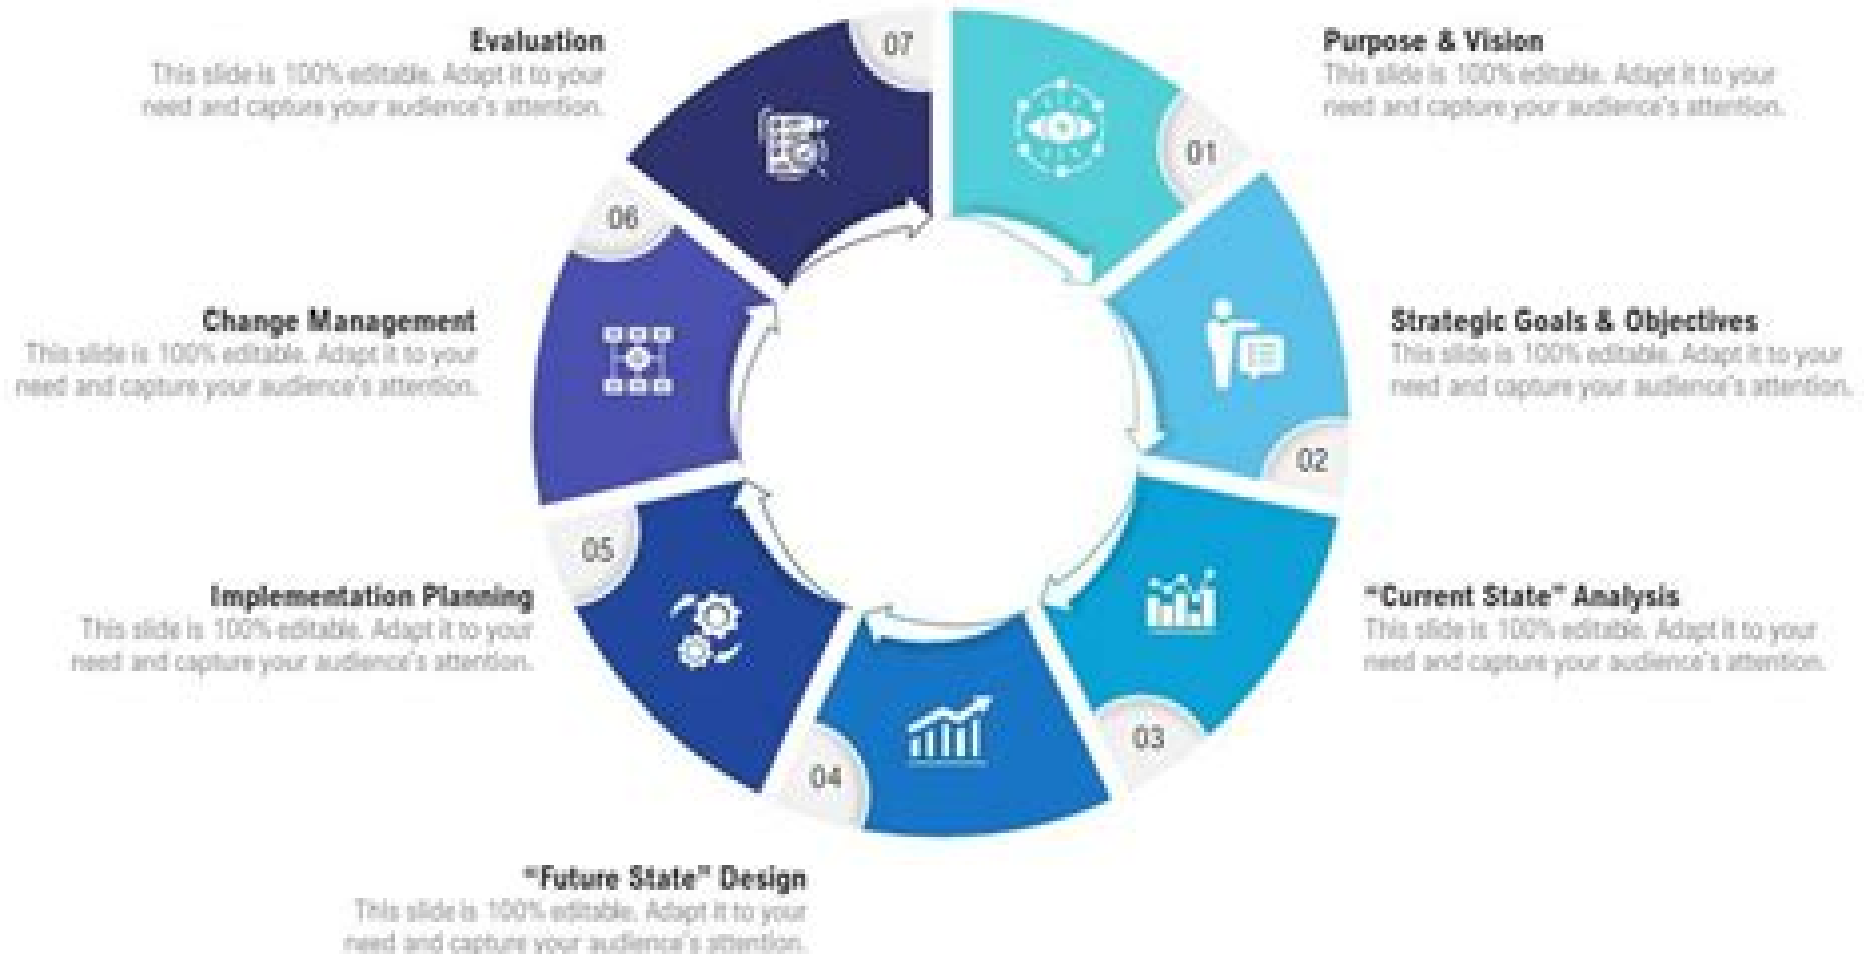 Purpose & Vision
This slide is 100% editable. Adapt it to your
need and capture your audience's attention.
01
Strategic Goals & Objectives
This slide is 100% editable. Adapt it to your
need and capture your audience's attention.
02
“Current State” Analysis
This slide is 100% editable. Adapt it to your
need and capture your audience's attention.
03
“Future State” Design
This slide is 100% editable. Adapt it to your
need and capture your audience's attention.
04
Implementation Planning
This slide is 100% editable. Adapt it to your
need and capture your audience's attention.
05
Change Management
This slide is 100% editable. Adapt it to your
need and capture your audience's attention.
06
Evaluation
This slide is 100% editable. Adapt it to your
need and capture your audience's attention.
07